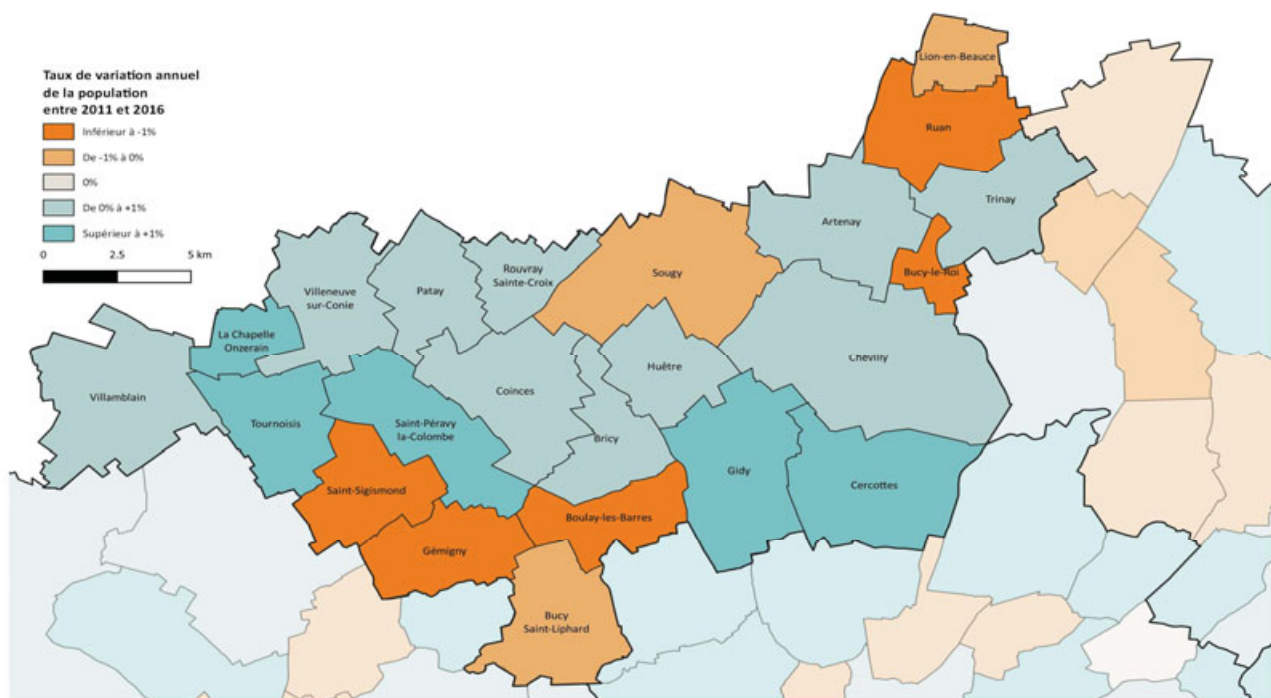 Taux de variation annuel
de la population
entre 2011 et 2016
Inférieur à -1%
De -1% à 0%
0%
De 0% à +1%
Supérieur à +1%
0 2.5 5 km
Lion-en-Beauce
Ruan
Trinay
Artenay
Bucy-le-Roi
Sougy
Rouvray
Sainte-Croix
Patay
Villeneuve
sur-Conie
La Chapelle
Onzerain
Villamblain
Tournoisis
Saint-Péravy
la-Colombe
Coinces
Huêtre
Chevilly
Bricy
Gidy
Cercottes
Saint-Sigismond
Boulay-les-Barres
Gémigny
Bucy
Saint-Liphard